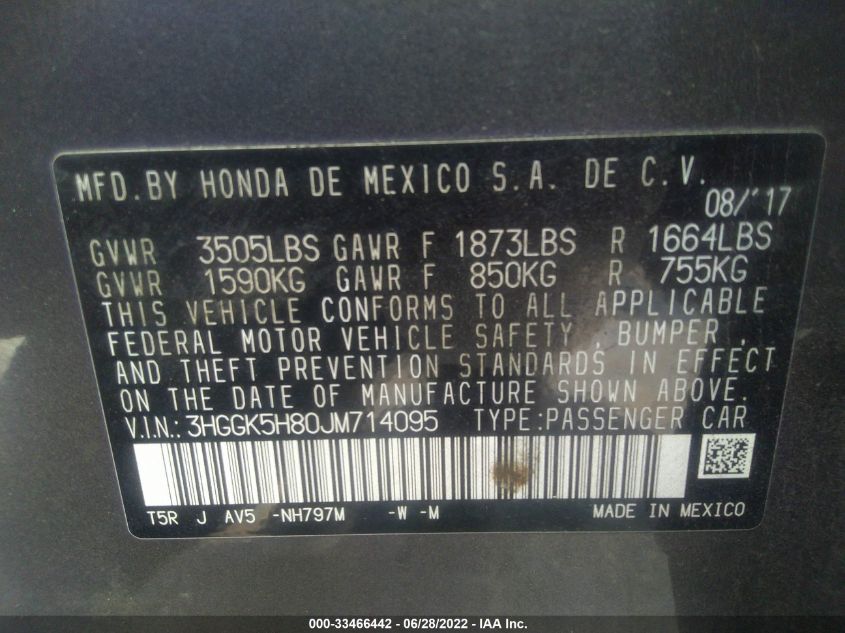 MFD.BY HONDA DE MEXICO S.A. DE C.V.
08/'17
GVWR 3505LBS GAWR F 1873LBS R 1664LBS
GVWR 1590KG GAWR F 850KG R 755KG
THIS VEHICLE CONFORMS TO ALL APPLICABLE
FEDERAL MOTOR VEHICLE SAFETY , BUMPER ,
AND THEFT PREVENTION STANDARDS IN EFFECT
ON THE DATE OF MANUFACTURE SHOWN ABOVE.
V.I.N.: 3HGGK5H80JM714095 TYPE:PASSENGER CAR
T5R J AV5 -NH797M -W -M MADE IN MEXICO
000-33466442 - 06/28/2022 - IAA Inc.